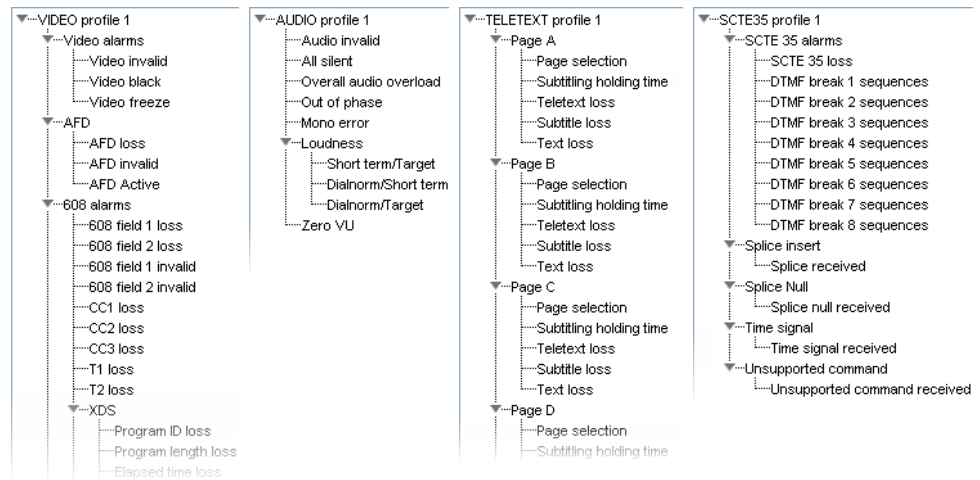 VIDEO profile 1
Video alarms
Video invalid
Video black
Video freeze
AFD
AFD loss
AFD invalid
AFD Active
608 alarms
608 field 1 loss
608 field 2 loss
608 field 1 invalid
608 field 2 invalid
CC1 loss
CC2 loss
CC3 loss
T1 loss
T2 loss
XDS
Program ID loss
Program length loss
Elapsed time loss
AUDIO profile 1
Audio invalid
All silent
Overall audio overload
Out of phase
Mono error
Loudness
Short term/Target
Dialnorm/Short term
Dialnorm/Target
Zero VU
TELETEXT profile 1
Page A
Page selection
Subtitling holding time
Teletext loss
Subtitle loss
Text loss
Page B
Page selection
Subtitling holding time
Teletext loss
Subtitle loss
Text loss
Page C
Page selection
Subtitling holding time
Teletext loss
Subtitle loss
Text loss
Page D
Page selection
Subtitling holding time
SCTE35 profile 1
SCTE 35 alarms
SCTE 35 loss
DTMF break 1 sequences
DTMF break 2 sequences
DTMF break 3 sequences
DTMF break 4 sequences
DTMF break 5 sequences
DTMF break 6 sequences
DTMF break 7 sequences
DTMF break 8 sequences
Splice insert
Splice received
Splice Null
Splice null received
Time signal
Time signal received
Unsupported command
Unsupported command received